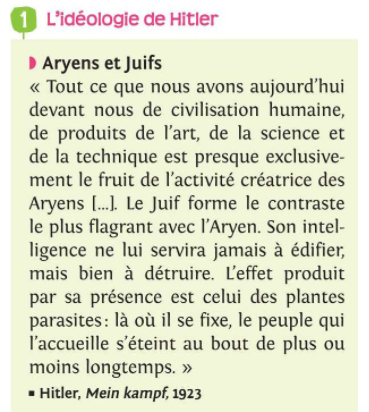 1 L'idéologie de Hitler
Aryens et Juifs
« Tout ce que nous avons aujourd'hui
devant nous de civilisation humaine,
de produits de l'art, de la science et
de la technique est presque exclusive-
ment le fruit de l'activité créatrice des
Aryens [...]. Le Juif forme le contraste
le plus flagrant avec l'Aryen. Son intel-
ligence ne lui servira jamais à édifier,
mais bien à détruire. L'effet produit
par sa présence est celui des plantes
parasites : là où il se fixe, le peuple qui
l'accueille s'éteint au bout de plus ou
moins longtemps. »
▪ Hitler, Mein kampf, 1923